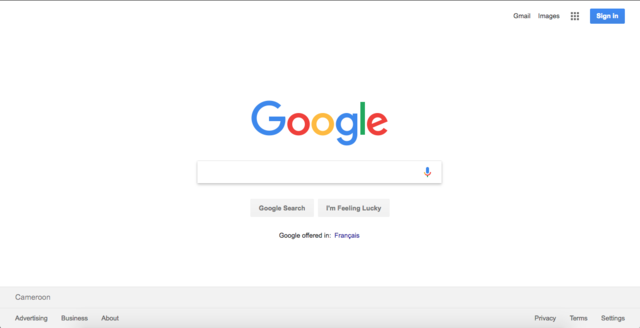 Gmail Images Sign in
Google
Google Search I'm Feeling Lucky
Google offered in: Français
Cameroon
Advertising Business About Privacy Terms Settings